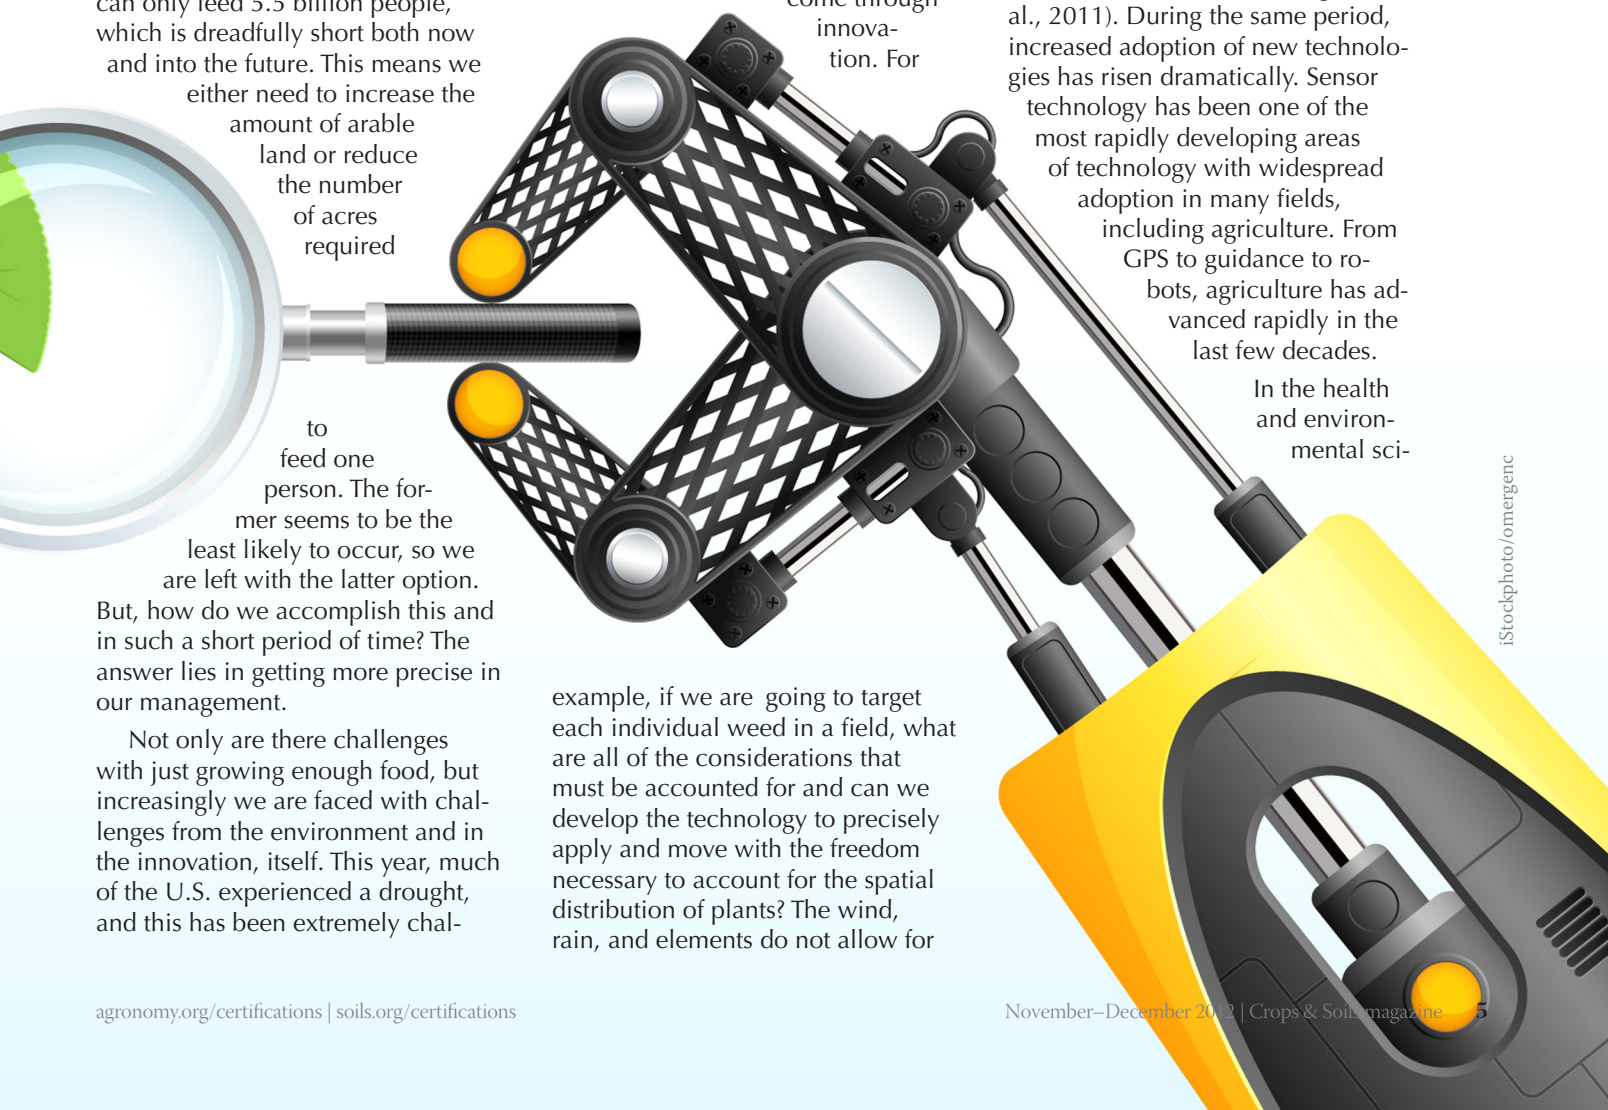 can only feed 5.5 billion people,
which is dreadfully short both now
and into the future. This means we
either need to increase the
amount of arable
land or reduce
the number
of acres
required
to
feed one
person. The for-
mer seems to be the
least likely to occur, so we
are left with the latter option.
But, how do we accomplish this and
in such a short period of time? The
answer lies in getting more precise in
our management.
Not only are there challenges
with just growing enough food, but
increasingly we are faced with chal-
lenges from the environment and in
the innovation, itself. This year, much
of the U.S. experienced a drought,
and this has been extremely chal-
come through
innova-
tion. For
example, if we are going to target
each individual weed in a field, what
are all of the considerations that
must be accounted for and can we
develop the technology to precisely
apply and move with the freedom
necessary to account for the spatial
distribution of plants? The wind,
rain, and elements do not allow for
al., 2011). During the same period,
increased adoption of new technolo-
gies has risen dramatically. Sensor
technology has been one of the
most rapidly developing areas
of technology with widespread
adoption in many fields,
including agriculture. From
GPS to guidance to ro-
bots, agriculture has ad-
vanced rapidly in the
last few decades.
In the health
and environ-
mental sci-
iStockphoto/omergenc
agronomy.org/certifications | soils.org/certifications
November–December 2012 | Crops & Soils magazine 5